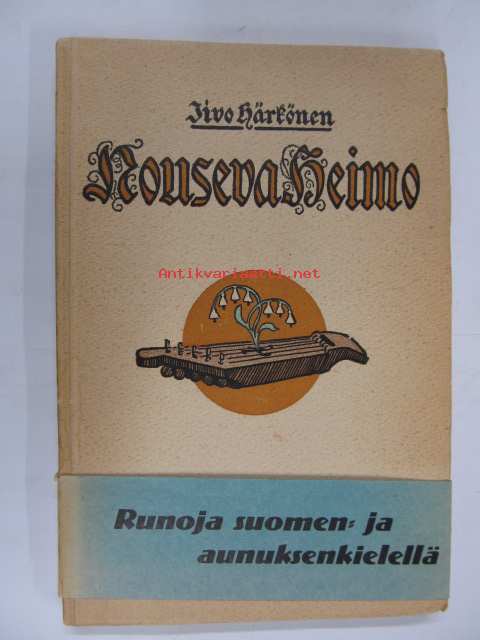 Iivo Härkönen
Nouseva Heimo
Antikvariaatti.net
Runoja suomen- ja
aunuksenkielellä